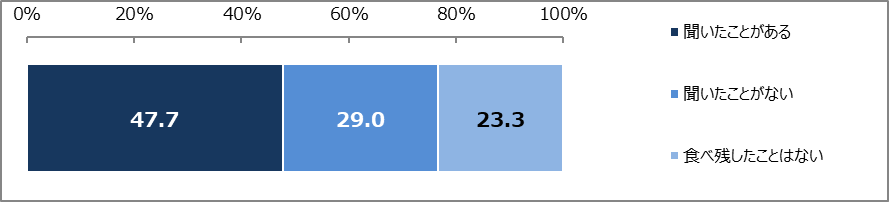 0% 20% 40% 60% 80% 100%
聞いたことがある
47.7 29.0 23.3
聞いたことがない
食べ残したことはない